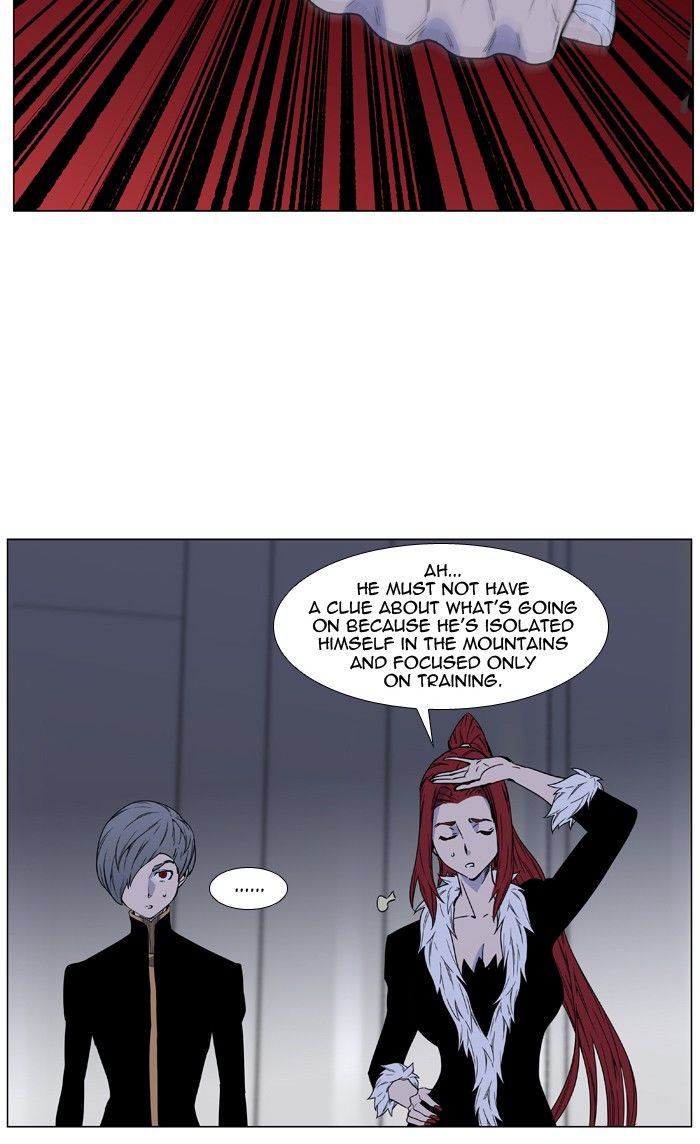 AH...
HE MUST NOT HAVE
A CLUE ABOUT WHAT'S GOING
ON BECAUSE HE'S ISOLATED
HIMSELF IN THE MOUNTAINS
AND FOCUSED ONLY
ON TRAINING.
......